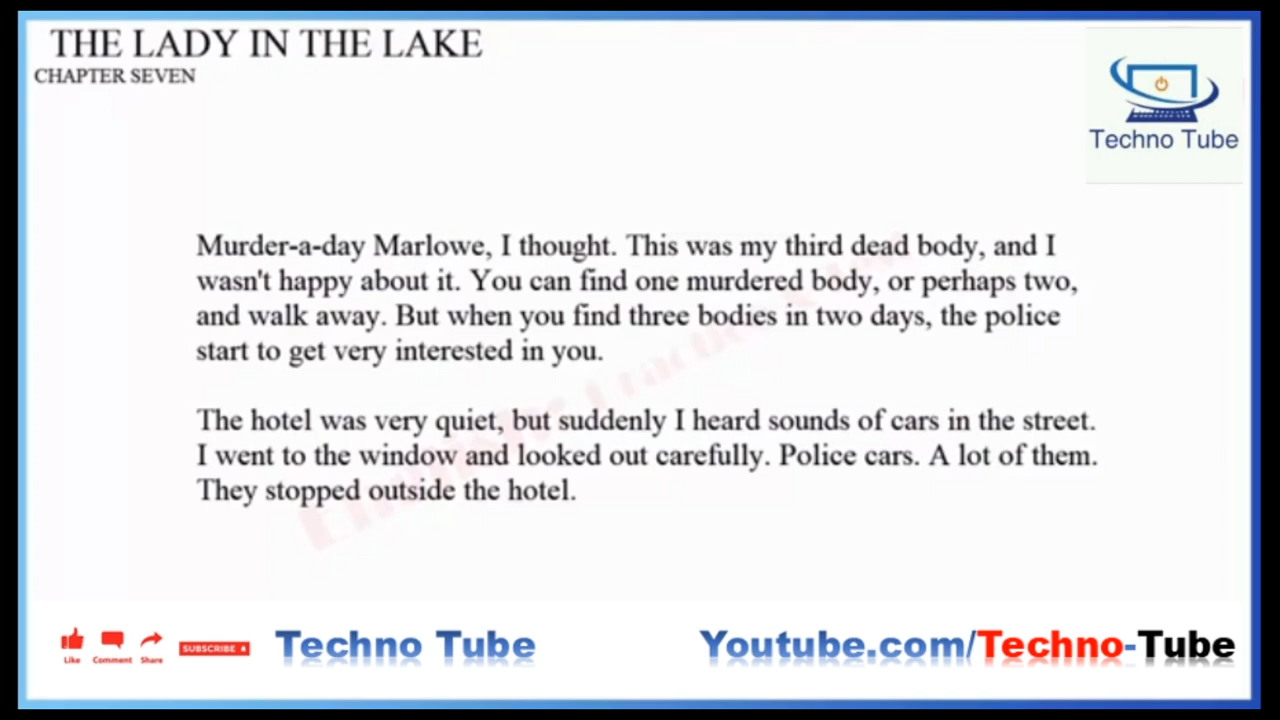 THE LADY IN THE LAKE
CHAPTER SEVEN
Techno Tube
Murder-a-day Marlowe, I thought. This was my third dead body, and I
wasn't happy about it. You can find one murdered body, or perhaps two,
and walk away. But when you find three bodies in two days, the police
start to get very interested in you.
The hotel was very quiet, but suddenly I heard sounds of cars in the street.
I went to the window and looked out carefully. Police cars. A lot of them.
They stopped outside the hotel.
Like Comment Share SUBSCRIBE Techno Tube Youtube.com/Techno-Tube